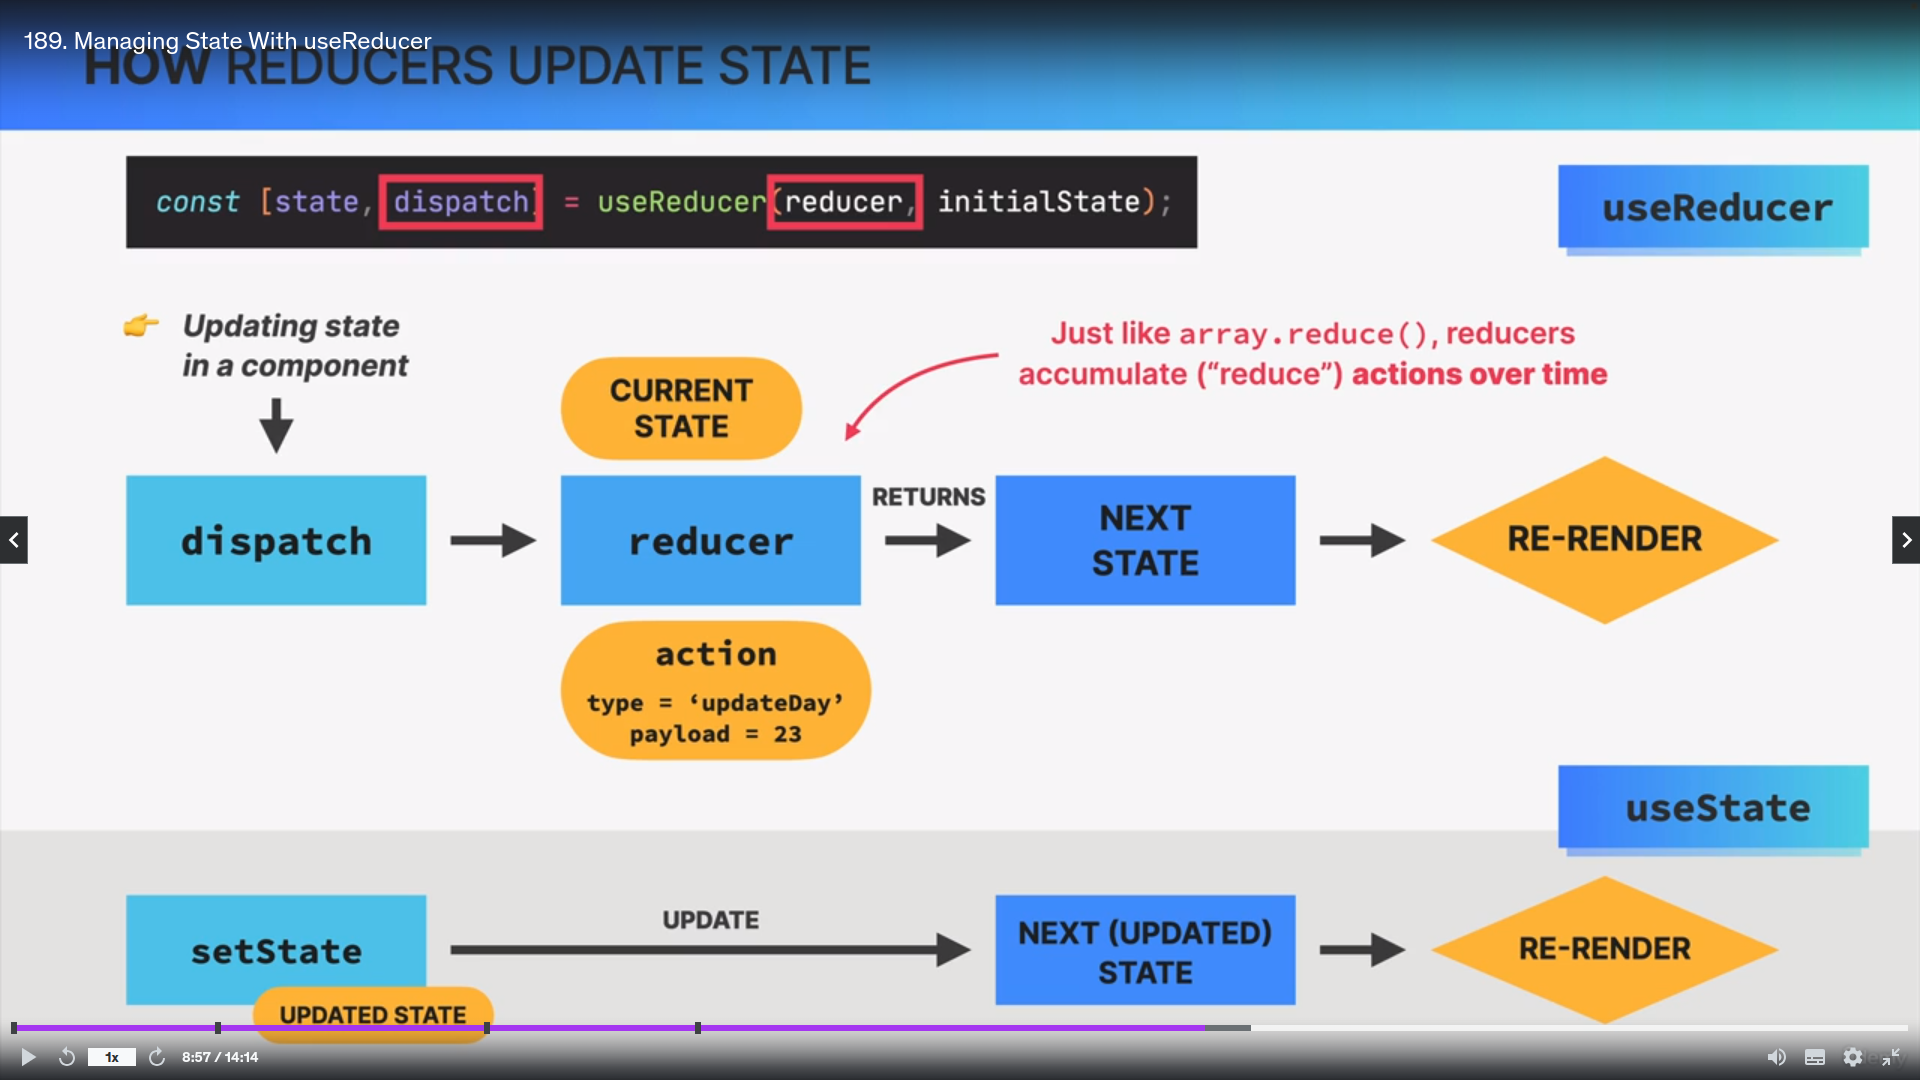 189. Managing State With useReducer
HOW REDUCERS UPDATE STATE
const [state, dispatch] = useReducer(reducer, initialState);
useReducer
Updating state
in a component
CURRENT
STATE
Just like array.reduce(), reducers
accumulate (“reduce”) actions over time
dispatch
reducer
RETURNS
NEXT
STATE
RE-RENDER
action
type = ‘updateDay’
payload = 23
useState
setState
UPDATED STATE
UPDATE
NEXT (UPDATED)
STATE
RE-RENDER
1x
8:57 / 14:14